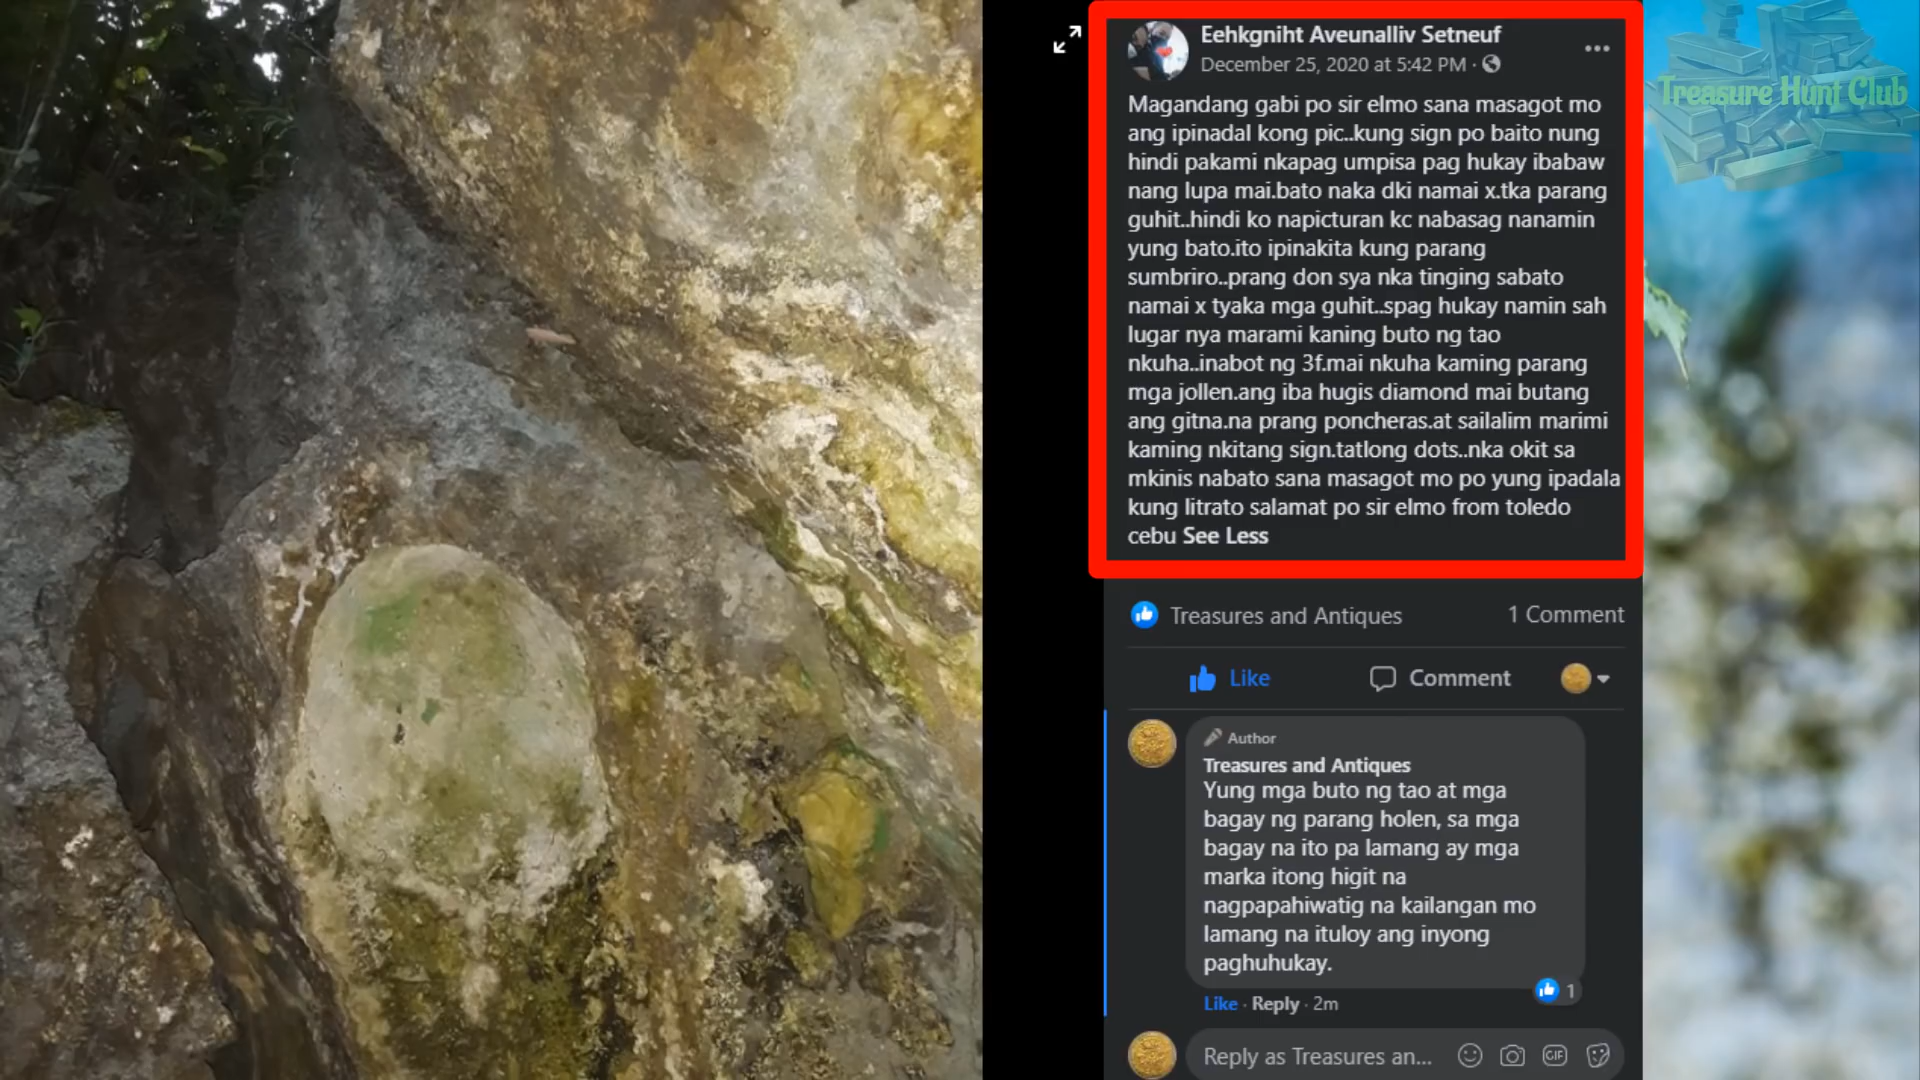 Eehkgniht Aveunalliv Setneuf
December 25, 2020 at 5:42 PM ·
Magandang gabi po sir elmo sana masagot mo
ang ipinadal kong pic..kung sign po baito nung
hindi pakami nkapag umpisa pag hukay ibabaw
nang lupa mai.bato naka dki namai x.tka parang
guhit..hindi ko napicturan kc nabasag nanamin
yung bato.ito ipinakita kung parang
sumbriro..prang don sya nka tinging sabato
namai x tyaka mga guhit..spag hukay namin sah
lugar nya marami kaning buto ng tao
nkuha..inabot ng 3f.mai nkuha kaming parang
mga jollen.ang iba hugis diamond mai butang
ang gitna.na prang poncheras.at sailalim marimi
kaming nkitang sign.tatlong dots..nka okit sa
mkinis nabato sana masagot mo po yung ipadala
kung litrato salamat po sir elmo from toledo
cebu See Less
Treasure Hunt Club
Treasures and Antiques 1 Comment
Like Comment
Author
Treasures and Antiques
Yung mga buto ng tao at mga
bagay ng parang holen, sa mga
bagay na ito pa lamang ay mga
marka itong higit na
nagpapahiwatig na kailangan mo
lamang na ituloy ang inyong
paghuhukay.
1
Like · Reply · 2m
Reply as Treasures an...
GIF